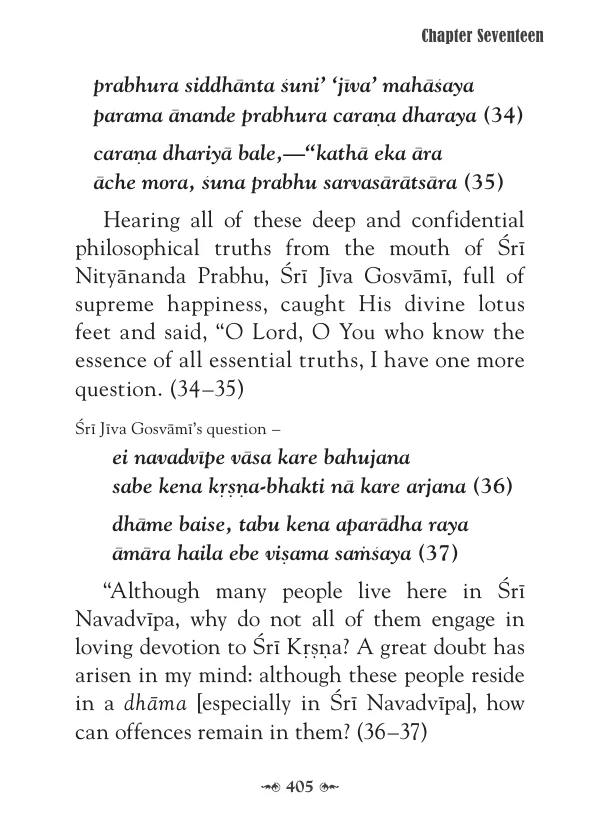 Chapter Seventeen
prabhura siddhānta śuni’ ‘jīva’ mahāśaya
parama ānande prabhura caraṇa dharaya (34)
caraṇa dhariyā bale,—“kathā eka āra
āche mora, śuna prabhu sarvasārātsāra (35)
Hearing all of these deep and confidential
philosophical truths from the mouth of Śrī
Nityānanda Prabhu, Śrī Jīva Gosvāmī, full of
supreme happiness, caught His divine lotus
feet and said, “O Lord, O You who know the
essence of all essential truths, I have one more
question. (34–35)
Śrī Jīva Gosvāmī’s question –
ei navadvīpe vāsa kare bahujana
sabe kena kṛṣṇa-bhakti nā kare arjana (36)
dhāme baise, tabu kena aparādha raya
āmāra haila ebe viṣama saṁśaya (37)
“Although many people live here in Śrī
Navadvīpa, why do not all of them engage in
loving devotion to Śrī Kṛṣṇa? A great doubt has
arisen in my mind: although these people reside
in a dhāma [especially in Śrī Navadvīpa], how
can offences remain in them? (36–37)
405